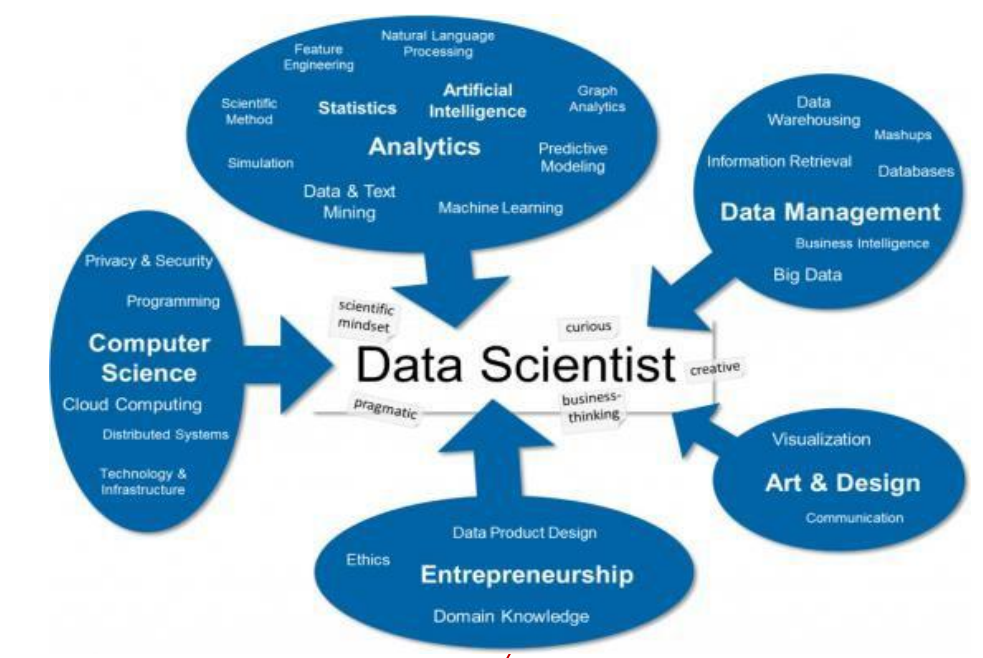 Natural Language
Processing
Feature
Engineering
Artificial
Intelligence
Graph
Analytics
Scientific
Method
Statistics
Analytics
Predictive
Modeling
Simulation
Data & Text
Mining
Machine Learning
Data
Warehousing
Mashups
Information Retrieval
Databases
Data Management
Business Intelligence
Big Data
Privacy & Security
Programming
Computer
Science
Cloud Computing
Distributed Systems
Technology &
Infrastructure
scientific
mindset
curious
Data Scientist
creative
pragmatic
business-
thinking
Visualization
Art & Design
Communication
Data Product Design
Ethics
Entrepreneurship
Domain Knowledge